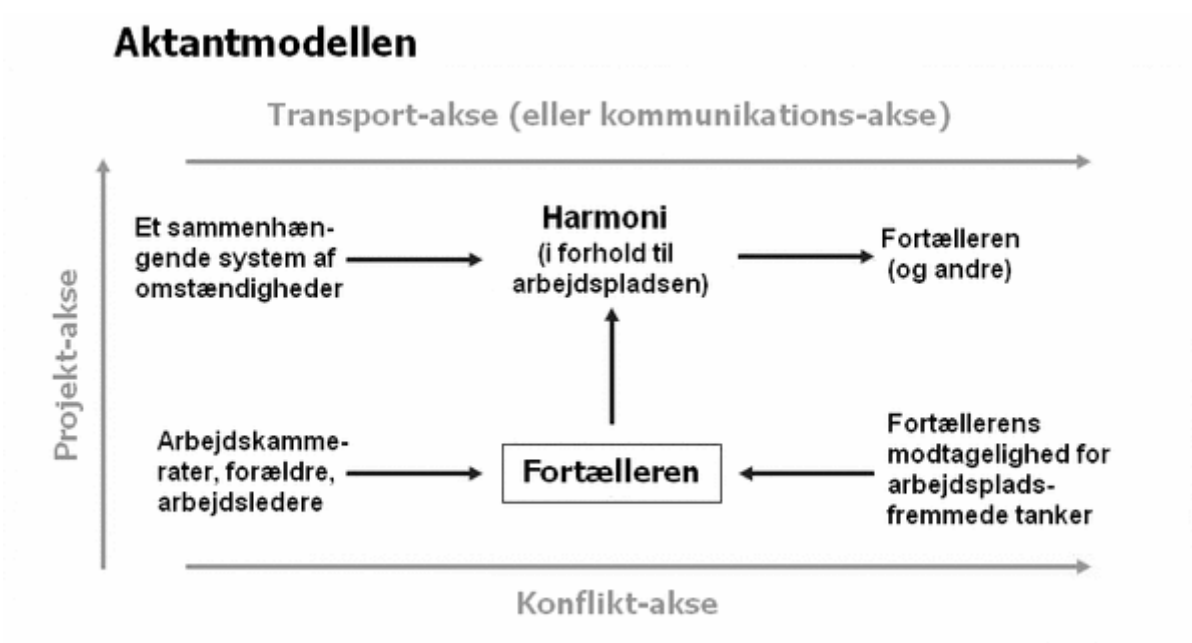 Aktantmodellen
Transport-akse (eller kommunikations-akse)
Projekt-akse
Et sammenhæn-
gende system af
omstændigheder
Harmoni
(i forhold til
arbejdspladsen)
Fortælleren
(og andre)
Arbejdskamme-
rater, forældre,
arbejdsledere
Fortælleren
Fortællerens
modtagelighed for
arbejdsplads-
fremmede tanker
Konflikt-akse